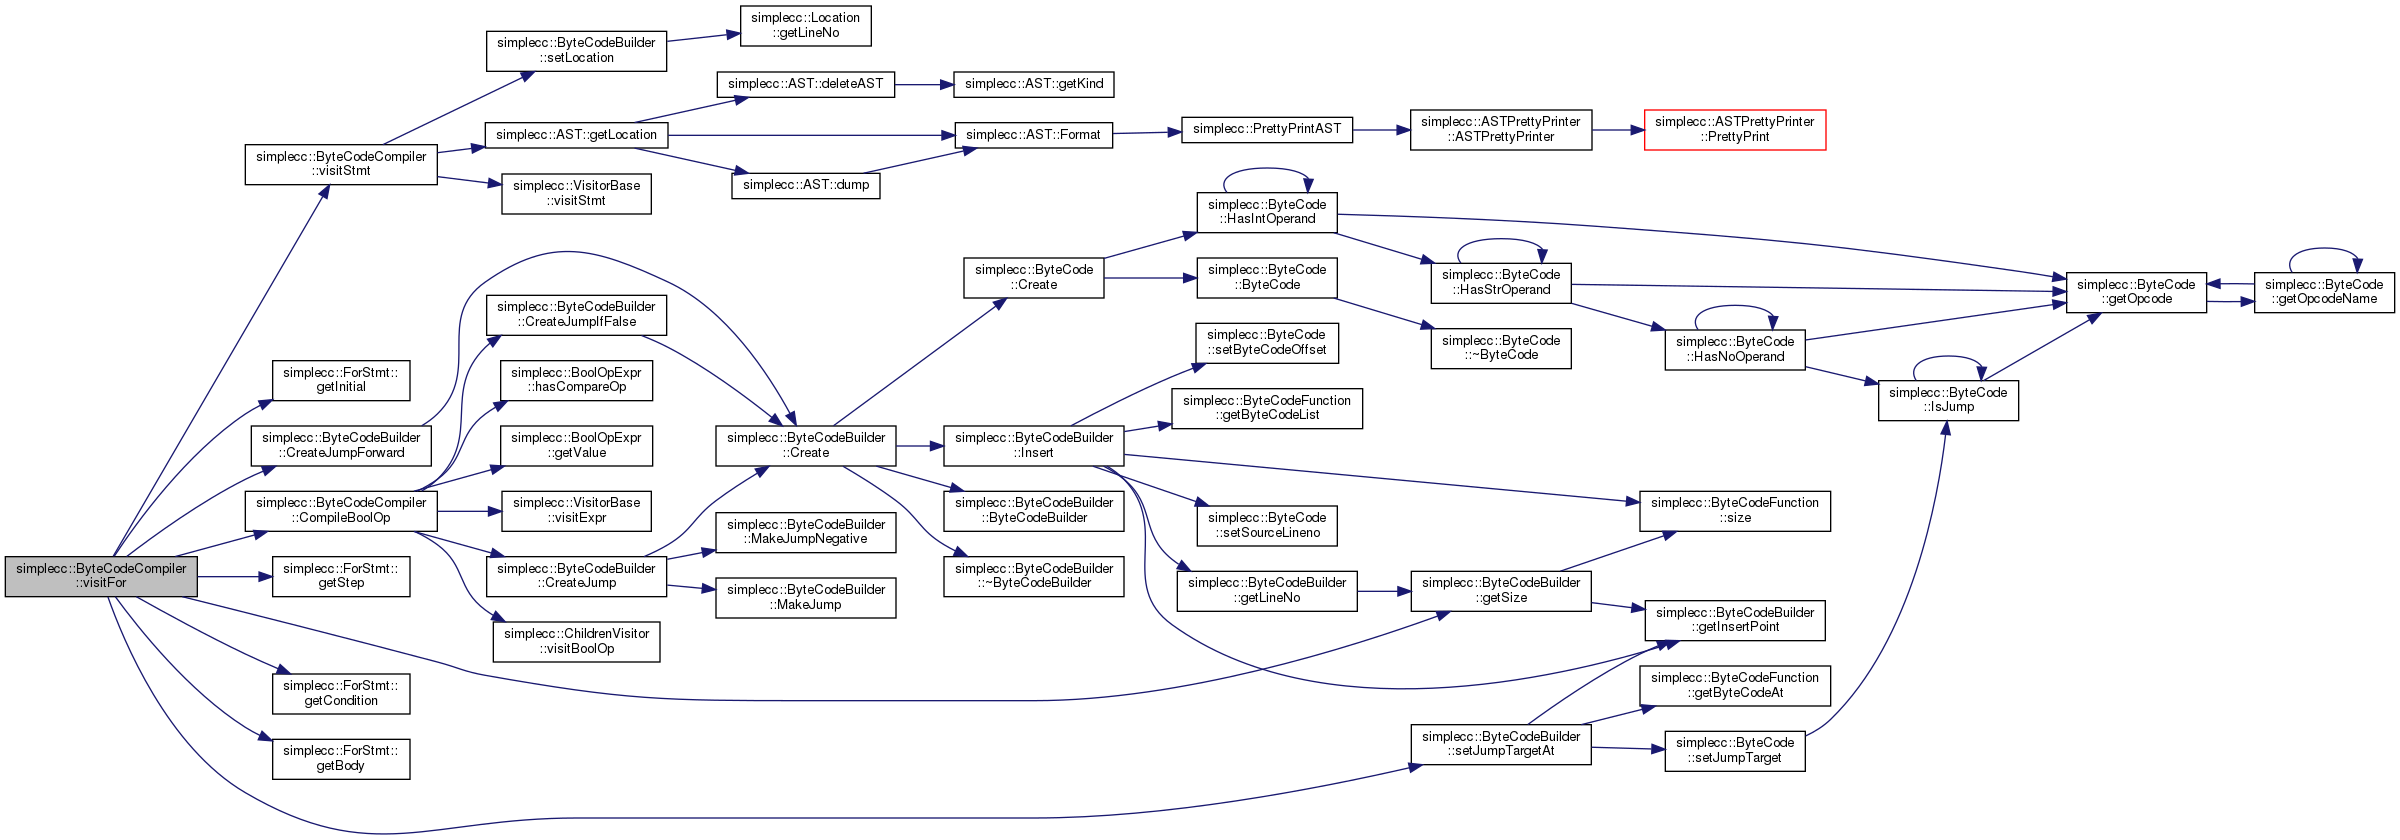 simplecc::ByteCodeCompiler
::visitFor
simplecc::ByteCodeCompiler
::visitStmt
simplecc::ForStmt::
getInitial
simplecc::ByteCodeBuilder
::CreateJumpForward
simplecc::ByteCodeCompiler
::CompileBoolOp
simplecc::ForStmt::
getStep
simplecc::ForStmt::
getCondition
simplecc::ForStmt::
getBody
simplecc::ByteCodeBuilder
::setLocation
simplecc::AST::getLocation
simplecc::VisitorBase
::visitStmt
simplecc::ByteCodeBuilder
::CreateJumpIfFalse
simplecc::BoolOpExpr
::hasCompareOp
simplecc::BoolOpExpr
::getValue
simplecc::VisitorBase
::visitExpr
simplecc::ByteCodeBuilder
::CreateJump
simplecc::ChildrenVisitor
::visitBoolOp
simplecc::Location
::getLineNo
simplecc::AST::deleteAST
simplecc::AST::dump
simplecc::ByteCodeBuilder
::Create
simplecc::ByteCodeBuilder
::MakeJumpNegative
simplecc::ByteCodeBuilder
::MakeJump
simplecc::AST::getKind
simplecc::AST::Format
simplecc::ByteCode
::Create
simplecc::ByteCodeBuilder
::Insert
simplecc::ByteCodeBuilder
::ByteCodeBuilder
simplecc::ByteCodeBuilder
::~ByteCodeBuilder
simplecc::PrettyPrintAST
simplecc::ByteCode
::HasIntOperand
simplecc::ByteCode
::ByteCode
simplecc::ByteCode
::setByteCodeOffset
simplecc::ByteCodeFunction
::getByteCodeList
simplecc::ByteCode
::setSourceLineno
simplecc::ByteCodeBuilder
::getLineNo
simplecc::ASTPrettyPrinter
::ASTPrettyPrinter
simplecc::ByteCode
::HasStrOperand
simplecc::ByteCode
::~ByteCode
simplecc::ByteCodeBuilder
::getSize
simplecc::ByteCodeBuilder
::setJumpTargetAt
simplecc::ASTPrettyPrinter
::PrettyPrint
simplecc::ByteCode
::HasNoOperand
simplecc::ByteCodeFunction
::size
simplecc::ByteCodeBuilder
::getInsertPoint
simplecc::ByteCodeFunction
::getByteCodeAt
simplecc::ByteCode
::setJumpTarget
simplecc::ByteCode
::IsJump
simplecc::ByteCode
::getOpcode
simplecc::ByteCode
::getOpcodeName